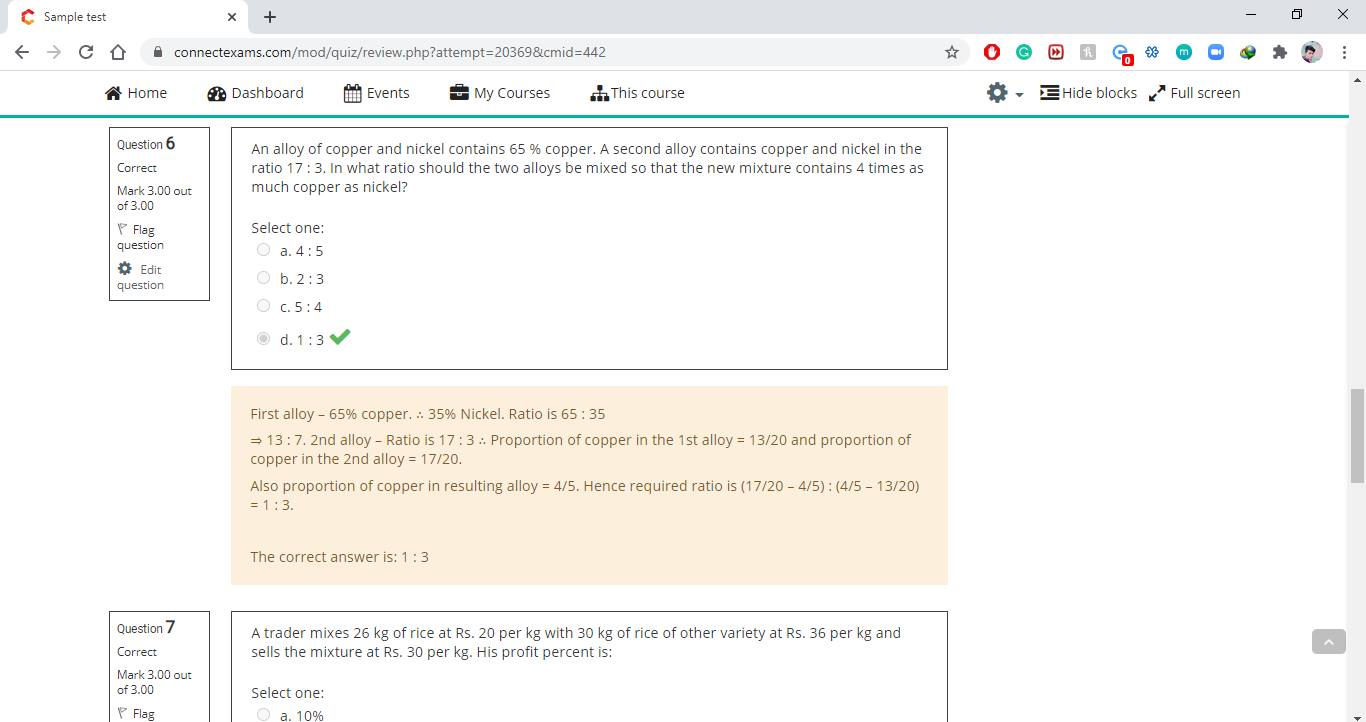 Sample test
connectexams.com/mod/quiz/review.php?attempt=20369&cmid=442
0
m
Home
Dashboard
Events
My Courses
This course
Hide blocks
Full screen
Question 6
Correct
Mark 3.00 out
of 3.00
Flag
question
Edit
question
An alloy of copper and nickel contains 65 % copper. A second alloy contains copper and nickel in the
ratio 17 : 3. In what ratio should the two alloys be mixed so that the new mixture contains 4 times as
much copper as nickel?
Select one:
a. 4 : 5
b. 2 : 3
c. 5 : 4
d. 1 : 3
First alloy – 65% copper. ∴ 35% Nickel. Ratio is 65 : 35
⇒ 13 : 7. 2nd alloy – Ratio is 17 : 3 ∴ Proportion of copper in the 1st alloy = 13/20 and proportion of
copper in the 2nd alloy = 17/20.
Also proportion of copper in resulting alloy = 4/5. Hence required ratio is (17/20 – 4/5) : (4/5 – 13/20)
= 1 : 3.
The correct answer is: 1 : 3
Question 7
Correct
Mark 3.00 out
of 3.00
Flag
A trader mixes 26 kg of rice at Rs. 20 per kg with 30 kg of rice of other variety at Rs. 36 per kg and
sells the mixture at Rs. 30 per kg. His profit percent is:
Select one:
a. 10%